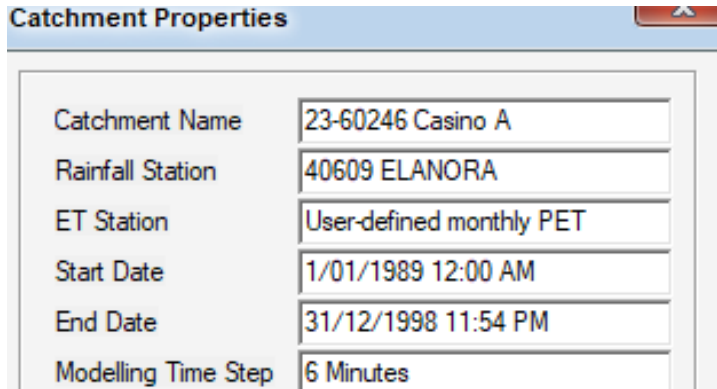 Catchment Properties
Catchment Name 23-60246 Casino A
Rainfall Station 40609 ELANORA
ET Station User-defined monthly PET
Start Date 1/01/1989 12:00 AM
End Date 31/12/1998 11:54 PM
Modelling Time Step 6 Minutes